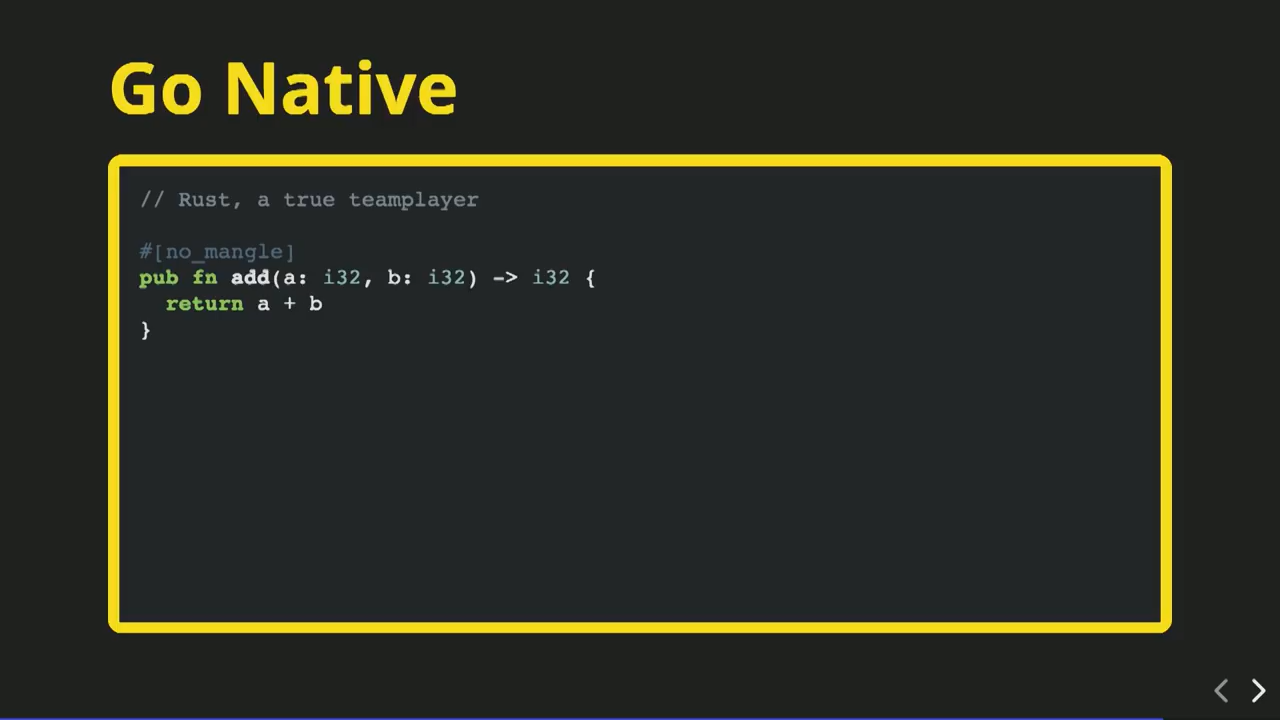 Go Native
// Rust, a true teamplayer
#[no_mangle]
pub fn add(a: i32, b: i32) -> i32 {
  return a + b
}